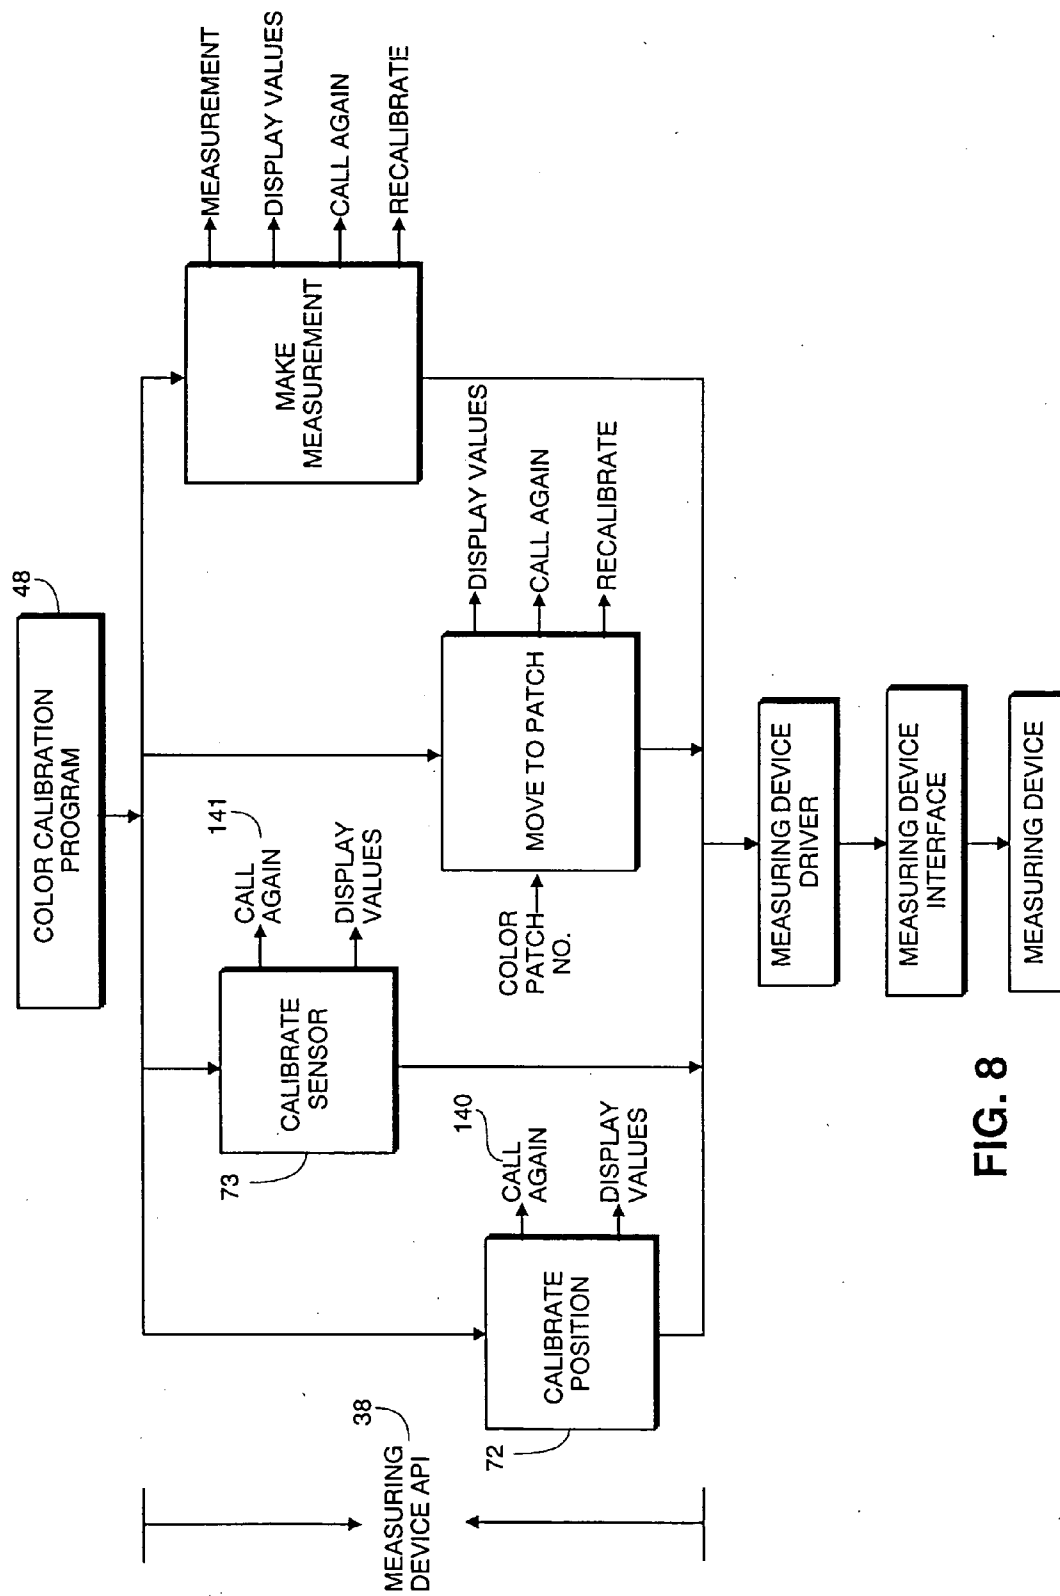 COLOR CALIBRATION
PROGRAM
48
MEASURING
DEVICE API
38
CALIBRATE
POSITION
72
CALL
AGAIN
140
DISPLAY
VALUES
CALIBRATE
SENSOR
73
CALL
AGAIN
141
DISPLAY
VALUES
COLOR
PATCH
NO.
MOVE TO PATCH
DISPLAY VALUES
CALL AGAIN
RECALIBRATE
MAKE
MEASUREMENT
MEASUREMENT
DISPLAY VALUES
CALL AGAIN
RECALIBRATE
MEASURING DEVICE
DRIVER
MEASURING DEVICE
INTERFACE
MEASURING DEVICE
FIG. 8